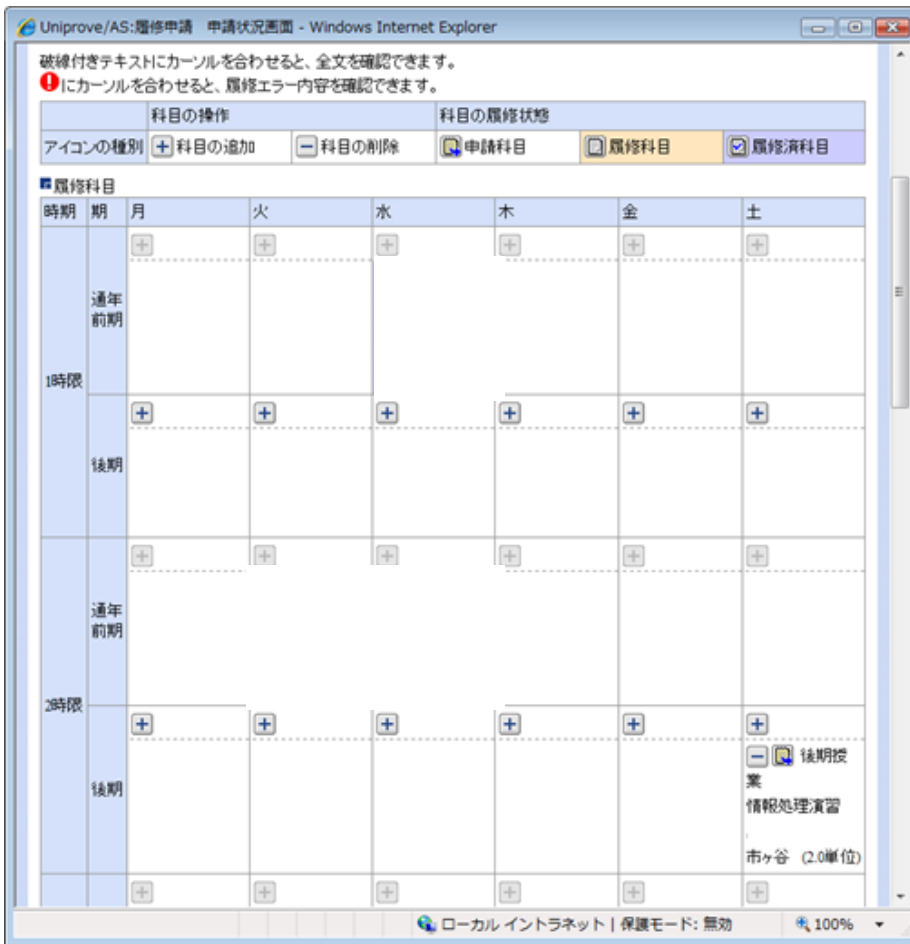 Uniprove/AS:履修申請 申請状況画面 - Windows Internet Explorer
破線付きテキストにカーソルを合わせると、全文を確認できます。
にカーソルを合わせると、履修エラー内容を確認できます。
科目の操作 科目の履修状態
アイコンの種別 科目の追加 科目の削除 申請科目 履修科目 履修済科目
履修科目
時期 期 月 火 水 木 金 土
通年
前期
1時限
後期
通年
前期
2時限
後期
後期授
業
情報処理演習
市ヶ谷 (2.0単位)
ローカル イントラネット | 保護モード: 無効 100%